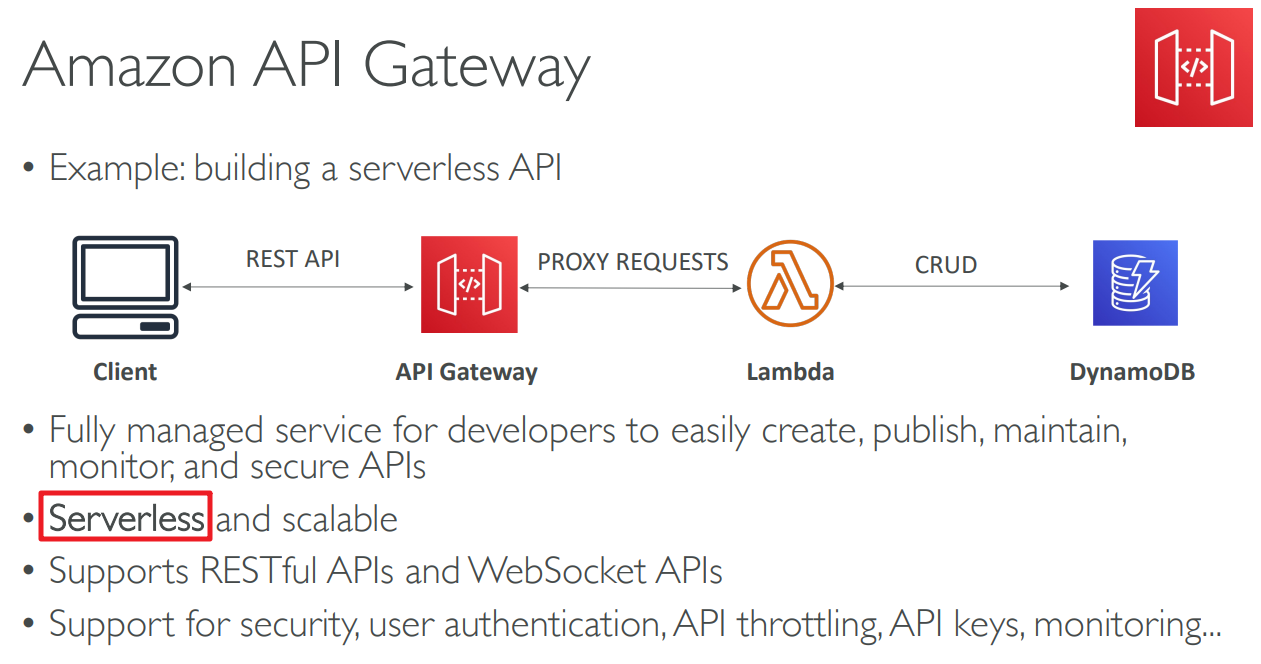 Amazon API Gateway
</>
• Example: building a serverless API
REST API
PROXY REQUESTS
CRUD
</>
Client
API Gateway
Lambda
DynamoDB
• Fully managed service for developers to easily create, publish, maintain,
monitor, and secure APIs
• Serverless and scalable
• Supports RESTful APIs and WebSocket APIs
• Support for security, user authentication, API throttling, API keys, monitoring...